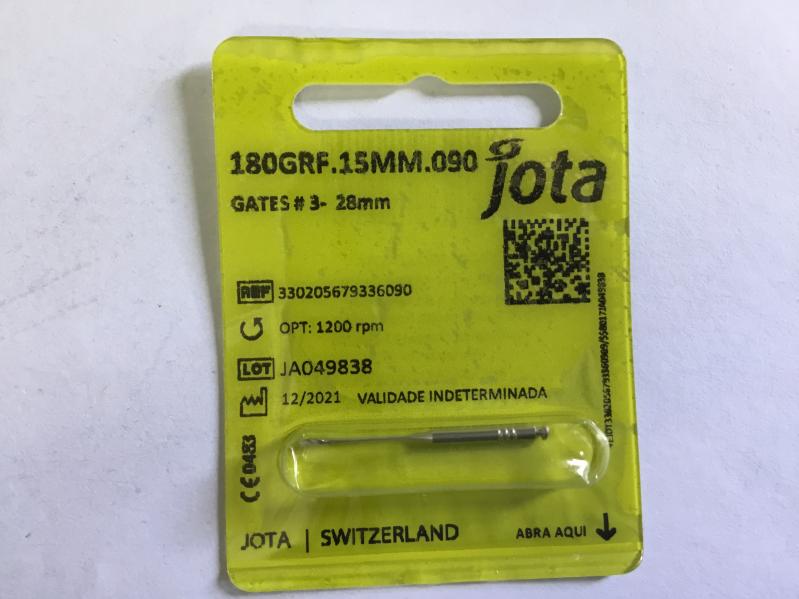 180GRF.15MM.090
jota
GATES # 3- 28mm
REF 330205679336090
OPT: 1200 rpm
LOT JA049838
12/2021 VALIDADE INDETERMINADA
CE 0483
JOTA | SWITZERLAND
ABRA AQUI